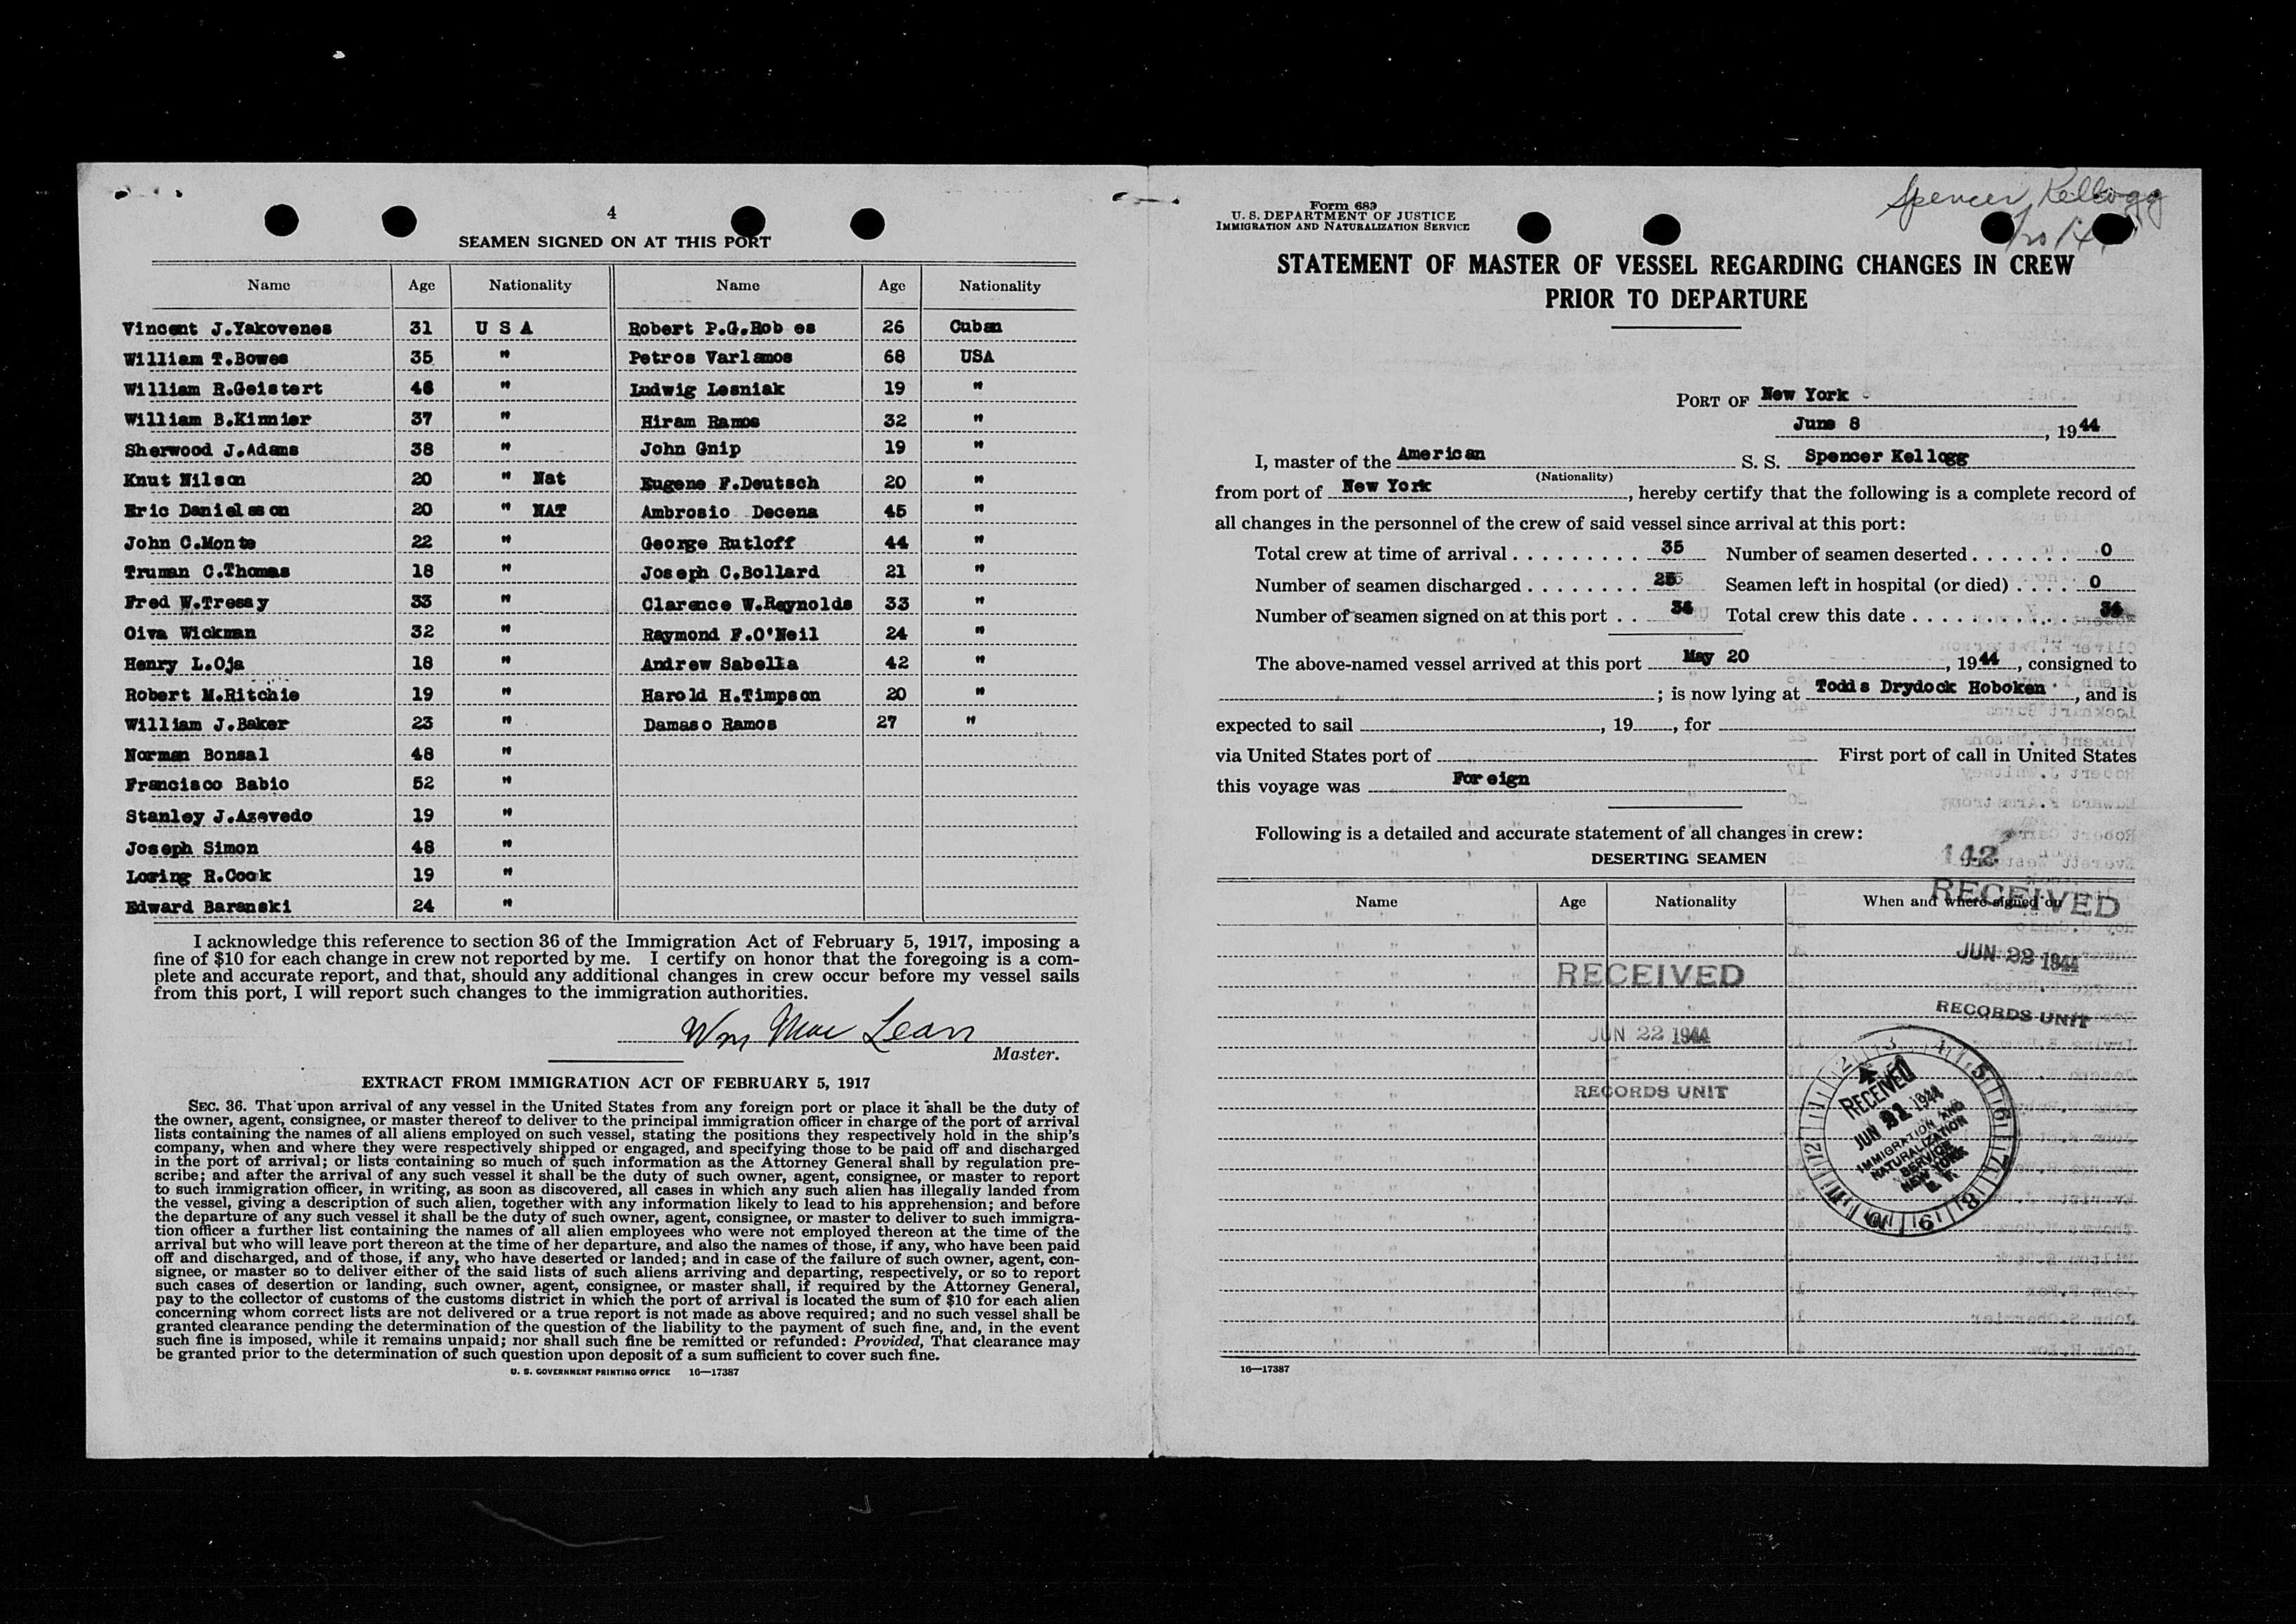 4
SEAMEN SIGNED ON AT THIS PORT
Name Age Nationality Name Age Nationality
Vincent J.Yakovenes 31 U S A Robert P.G.Rob es 26 Cuban
William T.Bowes 35 " Petros Varlamos 68 USA
William R.Geistert 46 " Ludwig Lesniak 19 "
William B.Kinnier 37 " Hiram Ramos 32 "
Sherwood J.Adams 38 " John Gnip 19 "
Knut Nilson 20 " Nat Eugene F.Deutsch 20 "
Eric Danielsson 20 " NAT Ambrosio Decena 45 "
John C.Monte 22 " George Rutloff 44 "
Truman C.Thomas 18 " Joseph C.Bollard 21 "
Fred W.Tressy 33 " Clarence W.Reynolds 33 "
Oiva Wickman 32 " Raymond F.O'Neil 24 "
Henry L.Oja 18 " Andrew Sabella 42 "
Robert M.Ritchie 19 " Harold H.Timpson 20 "
William J.Baker 23 " Damaso Ramos 27 "
Norman Bonsal 48 "
Francisco Babio 52 "
Stanley J.Azevedo 19 "
Joseph Simon 48 "
Loring R.Cook 19 "
Edward Baranski 24 "
I acknowledge this reference to section 36 of the Immigration Act of February 5, 1917, imposing a
fine of $10 for each change in crew not reported by me. I certify on honor that the foregoing is a com-
plete and accurate report, and that, should any additional changes in crew occur before my vessel sails
from this port, I will report such changes to the immigration authorities.
Wm Mac Lean
Master.
EXTRACT FROM IMMIGRATION ACT OF FEBRUARY 5, 1917
SEC. 36. That upon arrival of any vessel in the United States from any foreign port or place it shall be the duty of
the owner, agent, consignee, or master thereof to deliver to the principal immigration officer in charge of the port of arrival
lists containing the names of all aliens employed on such vessel, stating the positions they respectively hold in the ship's
company, when and where they were respectively shipped or engaged, and specifying those to be paid off and discharged
in the port of arrival; or lists containing so much of such information as the Attorney General shall by regulation pre-
scribe; and after the arrival of any such vessel it shall be the duty of such owner, agent, consignee, or master to report
to such immigration officer, in writing, as soon as discovered, all cases in which any such alien has illegally landed from
the vessel, giving a description of such alien, together with any information likely to lead to his apprehension; and before
the departure of any such vessel it shall be the duty of such owner, agent, consignee, or master to deliver to such immigra-
tion officer a further list containing the names of all alien employees who were not employed thereon at the time of the
arrival but who will leave port thereon at the time of her departure, and also the names of those, if any, who have been paid
off and discharged, and of those, if any, who have deserted or landed; and in case of the failure of such owner, agent, con-
signee, or master so to deliver either of the said lists of such aliens arriving and departing, respectively, or so to report
such cases of desertion or landing, such owner, agent, consignee, or master shall, if required by the Attorney General,
pay to the collector of customs of the customs district in which the port of arrival is located the sum of $10 for each alien
concerning whom correct lists are not delivered or a true report is not made as above required; and no such vessel shall be
granted clearance pending the determination of the question of the liability to the payment of such fine, and, in the event
such fine is imposed, while it remains unpaid; nor shall such fine be remitted or refunded: Provided, That clearance may
be granted prior to the determination of such question upon deposit of a sum sufficient to cover such fine.
U. S. GOVERNMENT PRINTING OFFICE 16—17387
Form 689
U. S. DEPARTMENT OF JUSTICE
IMMIGRATION AND NATURALIZATION SERVICE
Spencer Kellogg
STATEMENT OF MASTER OF VESSEL REGARDING CHANGES IN CREW
PRIOR TO DEPARTURE
PORT OF New York
June 8, 1944
I, master of the American S. S. Spencer Kellogg
(Nationality)
from port of New York, hereby certify that the following is a complete record of
all changes in the personnel of the crew of said vessel since arrival at this port:
Total crew at time of arrival 35 Number of seamen deserted 0
Number of seamen discharged 25 Seamen left in hospital (or died) 0
Number of seamen signed on at this port 34 Total crew this date 34
The above-named vessel arrived at this port May 20, 1944, consigned to
; is now lying at Todds Drydock Hoboken, and is
expected to sail , 19 , for
via United States port of First port of call in United States
this voyage was Foreign
Following is a detailed and accurate statement of all changes in crew:
DESERTING SEAMEN
142
Name Age Nationality When and where signed on
RECEIVED
JUN 22 1944
RECORDS UNIT
RECEIVED
JUN 22 1944
RECORDS UNIT
1 2 3 4 5 6 7 8 9 10 11 12
RECEIVED
JUN 21 1944
IMMIGRATION AND
NATURALIZATION
SERVICE
NEW YORK
N. Y.
16—17387